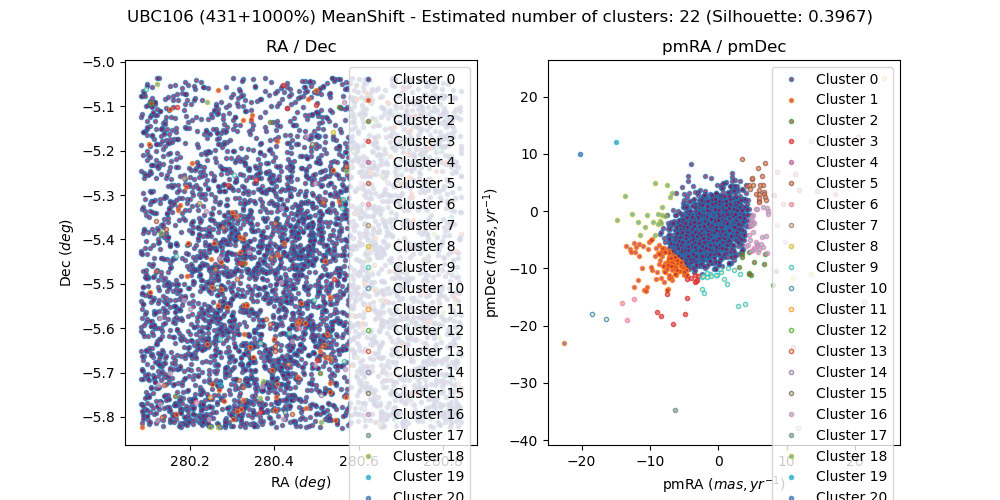 UBC106 (431+1000%) MeanShift - Estimated number of clusters: 22 (Silhouette: 0.3967)
RA / Dec
−5.0
−5.1
−5.2
−5.3
−5.4
−5.5
−5.6
−5.7
−5.8
Dec (deg)
280.2
280.4
280.6
280.8
RA (deg)
Cluster 0
Cluster 1
Cluster 2
Cluster 3
Cluster 4
Cluster 5
Cluster 6
Cluster 7
Cluster 8
Cluster 9
Cluster 10
Cluster 11
Cluster 12
Cluster 13
Cluster 14
Cluster 15
Cluster 16
Cluster 17
Cluster 18
Cluster 19
Cluster 20
pmRA / pmDec
20
10
0
−10
−20
−30
−40
pmDec (mas, yr⁻¹)
−20
−10
0
10
20
pmRA (mas, yr⁻¹)
Cluster 0
Cluster 1
Cluster 2
Cluster 3
Cluster 4
Cluster 5
Cluster 6
Cluster 7
Cluster 8
Cluster 9
Cluster 10
Cluster 11
Cluster 12
Cluster 13
Cluster 14
Cluster 15
Cluster 16
Cluster 17
Cluster 18
Cluster 19
Cluster 20